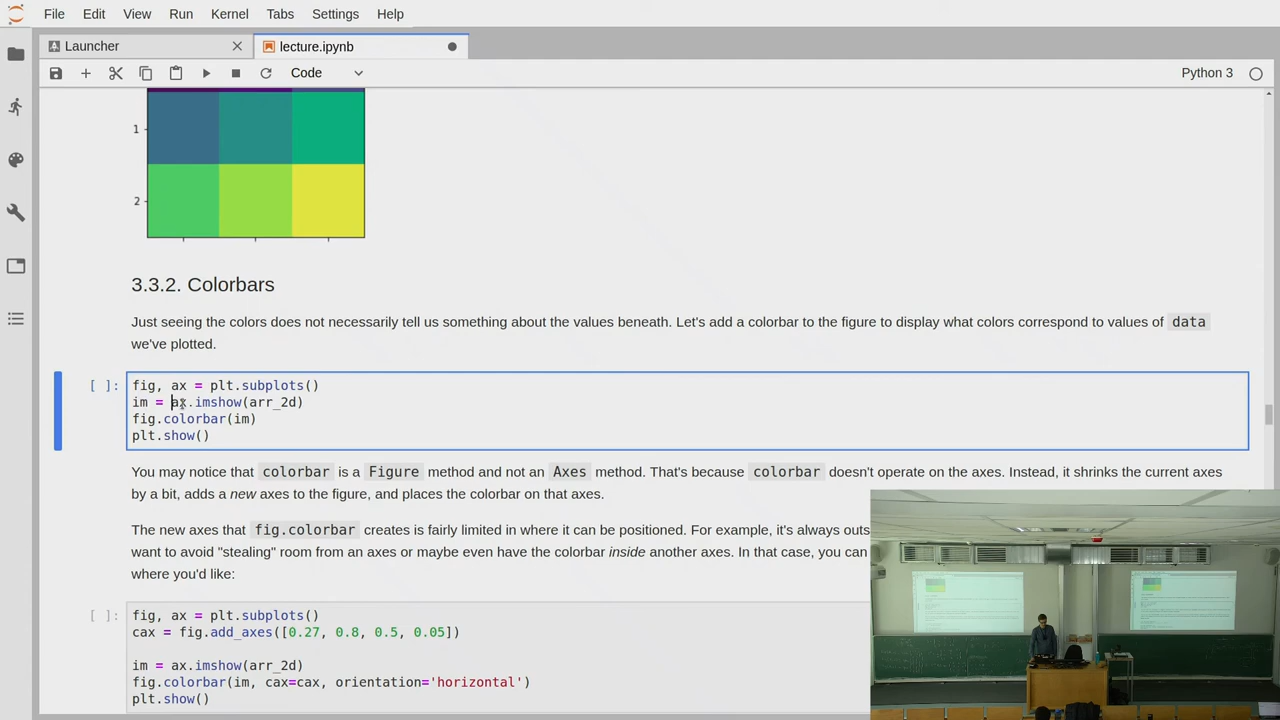 File Edit View Run Kernel Tabs Settings Help
Launcher
lecture.ipynb
Code
Python 3
1
2
3.3.2. Colorbars
Just seeing the colors does not necessarily tell us something about the values beneath. Let's add a colorbar to the figure to display what colors correspond to values of data
we've plotted.
[ ]:
fig, ax = plt.subplots()
im = ax.imshow(arr_2d)
fig.colorbar(im)
plt.show()
You may notice that colorbar is a Figure method and not an Axes method. That's because colorbar doesn't operate on the axes. Instead, it shrinks the current axes
by a bit, adds a new axes to the figure, and places the colorbar on that axes.
The new axes that fig.colorbar creates is fairly limited in where it can be positioned. For example, it's always outs
want to avoid "stealing" room from an axes or maybe even have the colorbar inside another axes. In that case, you can
where you'd like:
[ ]:
fig, ax = plt.subplots()
cax = fig.add_axes([0.27, 0.8, 0.5, 0.05])
im = ax.imshow(arr_2d)
fig.colorbar(im, cax=cax, orientation='horizontal')
plt.show()